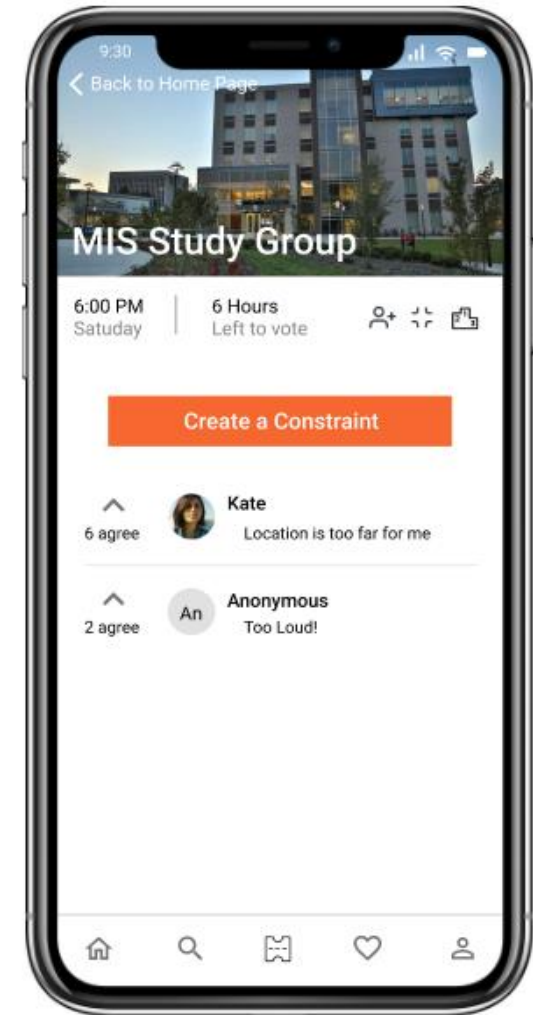 9:30
Back to Home Page
MIS Study Group
6:00 PM
Satuday
6 Hours
Left to vote
Create a Constraint
6 agree
Kate
Location is too far for me
2 agree
An
Anonymous
Too Loud!